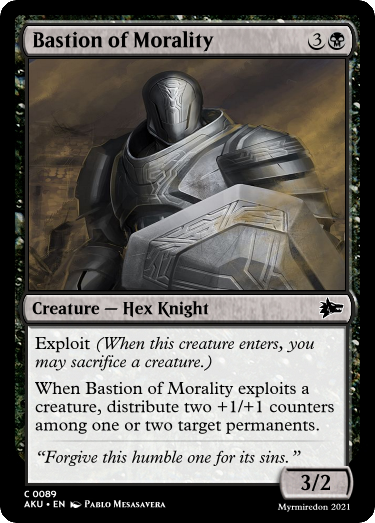 Bastion of Morality 3
Creature — Hex Knight
Exploit (When this creature enters, you
may sacrifice a creature.)
When Bastion of Morality exploits a
creature, distribute two +1/+1 counters
among one or two target permanents.
“Forgive this humble one for its sins.”
3/2
C 0089
AKU • EN Pablo Mesasavera
Myrmiredon 2021